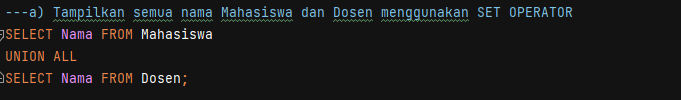 ---a) Tampilkan semua nama Mahasiswa dan Dosen menggunakan SET OPERATOR
SELECT Nama FROM Mahasiswa
UNION ALL
SELECT Nama FROM Dosen;